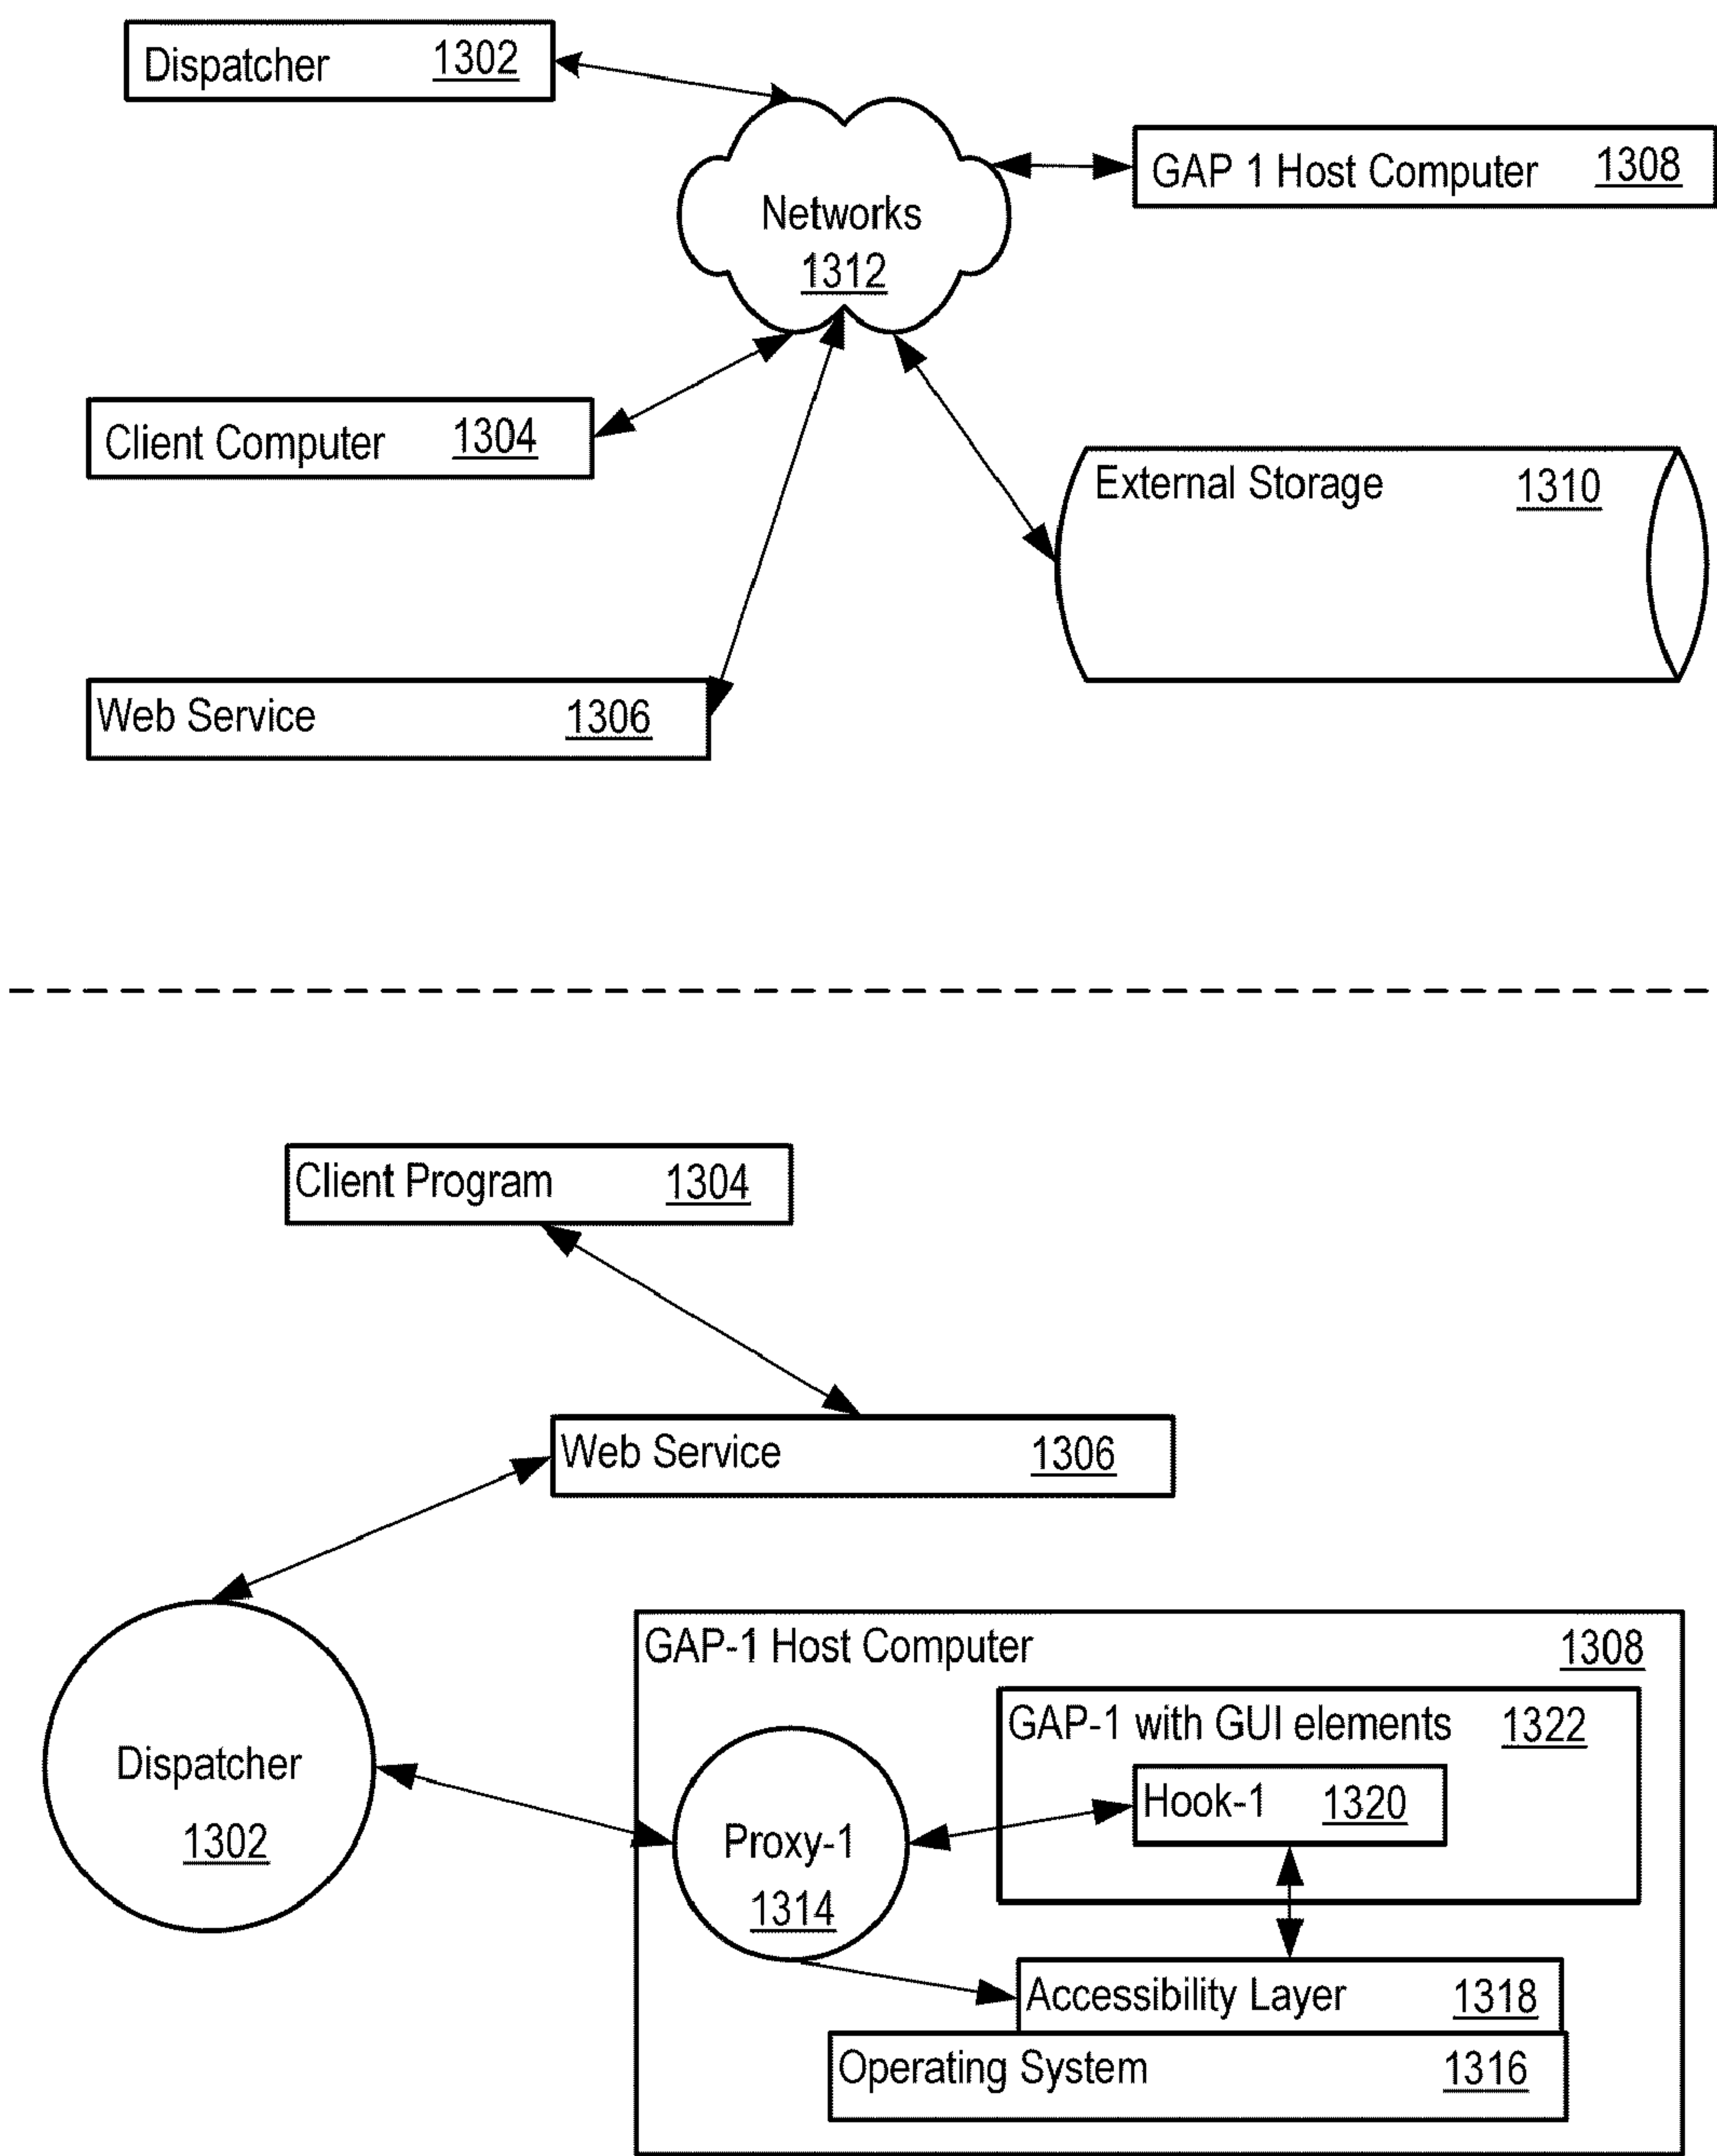 Dispatcher 1302
GAP 1 Host Computer 1308
Networks
1312
Client Computer 1304
External Storage 1310
Web Service 1306
Client Program 1304
Web Service 1306
GAP-1 Host Computer 1308
GAP-1 with GUI elements 1322
Dispatcher
1302
Hook-1 1320
Proxy-1
1314
Accessibility Layer 1318
Operating System 1316